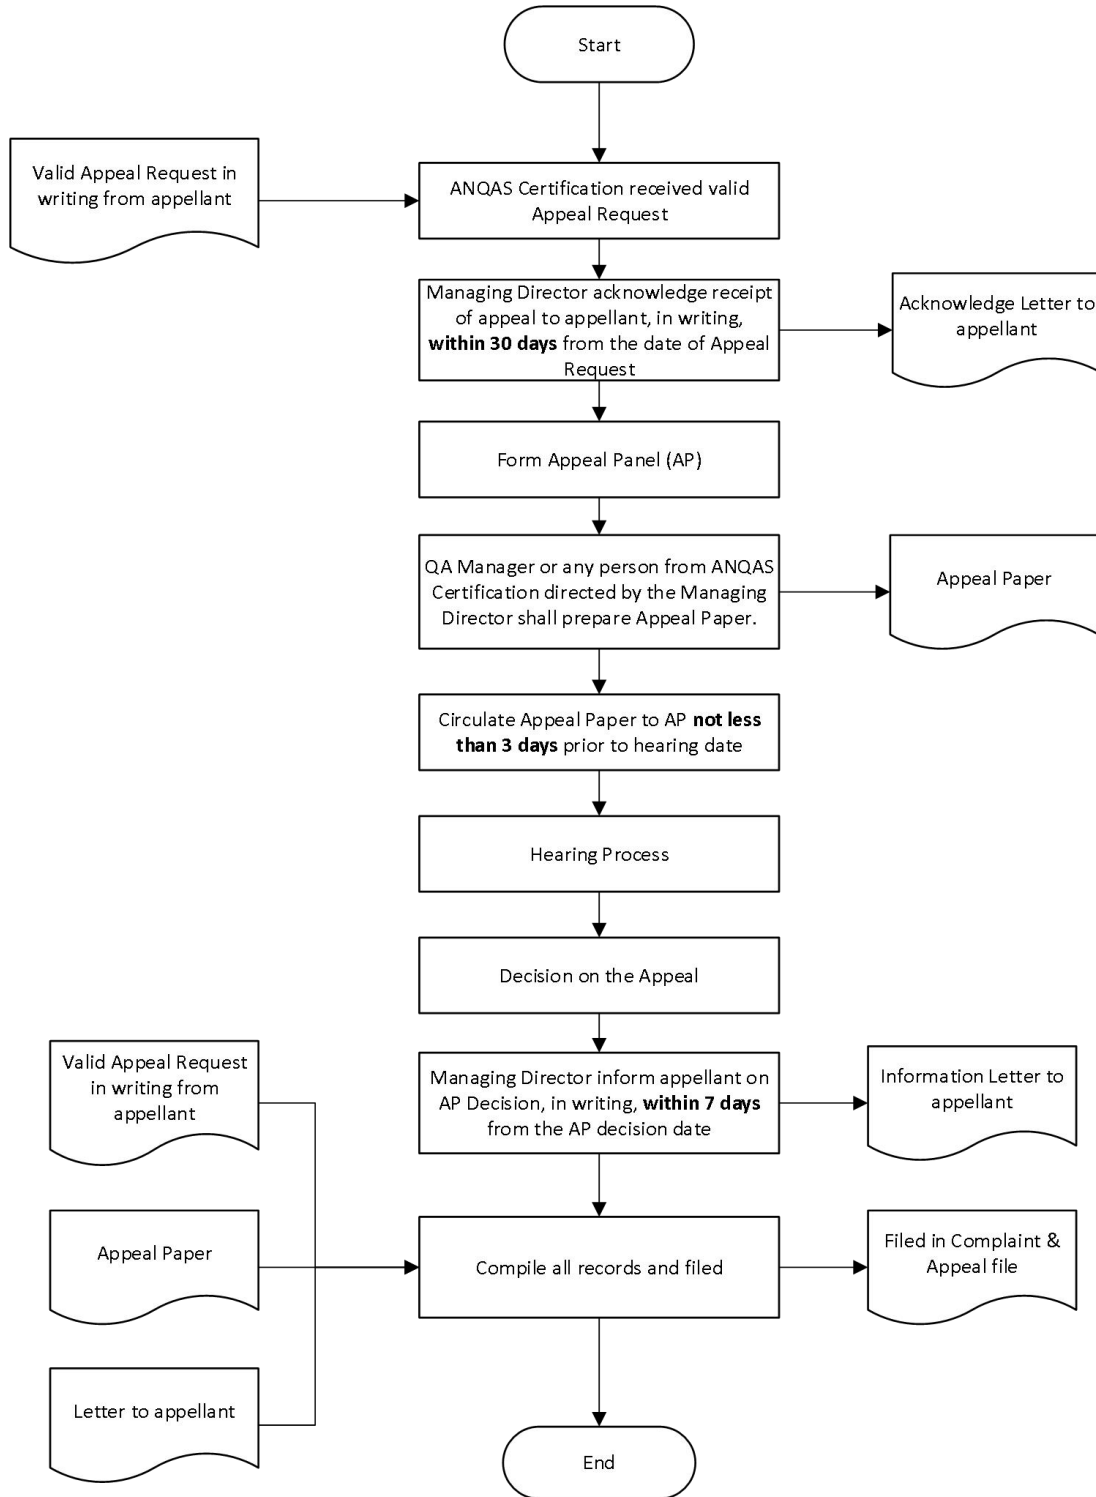 Start
Valid Appeal Request in
writing from appellant
ANQAS Certification received valid
Appeal Request
Managing Director acknowledge receipt
of appeal to appellant, in writing,
within 30 days from the date of Appeal
Request
Acknowledge Letter to
appellant
Form Appeal Panel (AP)
QA Manager or any person from ANQAS
Certification directed by the Managing
Director shall prepare Appeal Paper.
Appeal Paper
Circulate Appeal Paper to AP not less
than 3 days prior to hearing date
Hearing Process
Decision on the Appeal
Valid Appeal Request
in writing from
appellant
Managing Director inform appellant on
AP Decision, in writing, within 7 days
from the AP decision date
Information Letter to
appellant
Appeal Paper
Compile all records and filed
Filed in Complaint &
Appeal file
Letter to appellant
End